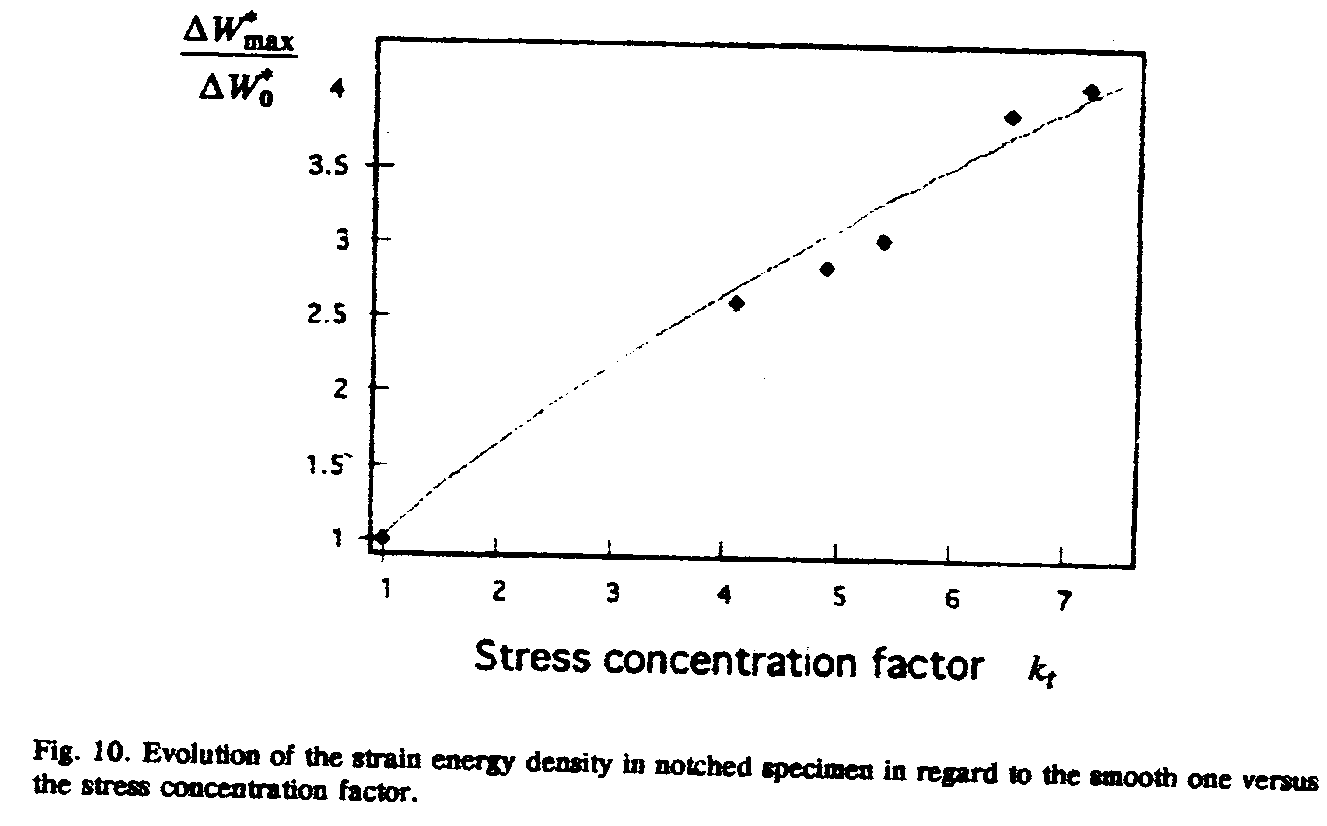 ΔW*max
ΔW*0
4
3.5
3
2.5
2
1.5
1
1 2 3 4 5 6 7
Stress concentration factor kt
Fig. 10. Evolution of the strain energy density in notched specimen in regard to the smooth one versus
the stress concentration factor.